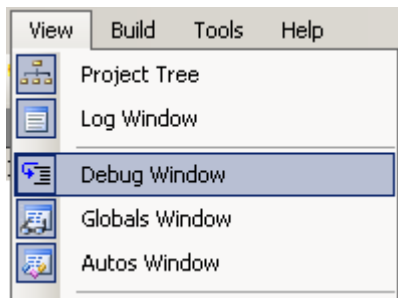 View Build Tools Help
Project Tree
Log Window
Debug Window
Globals Window
Autos Window